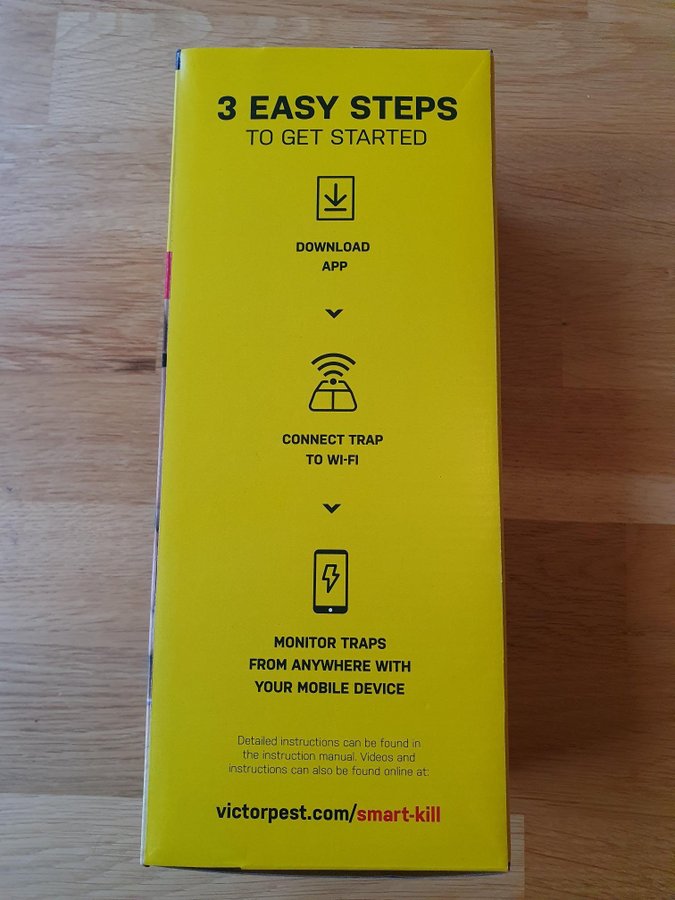 3 EASY STEPS
TO GET STARTED
DOWNLOAD
APP
CONNECT TRAP
TO WI-FI
MONITOR TRAPS
FROM ANYWHERE WITH
YOUR MOBILE DEVICE
Detailed instructions can be found in
the instruction manual. Videos and
instructions can also be found online at:
victorpest.com/smart-kill